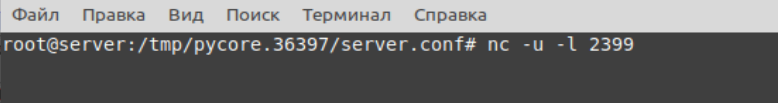 Файл Правка Вид Поиск Терминал Справка
root@server:/tmp/pycore.36397/server.conf# nc -u -l 2399